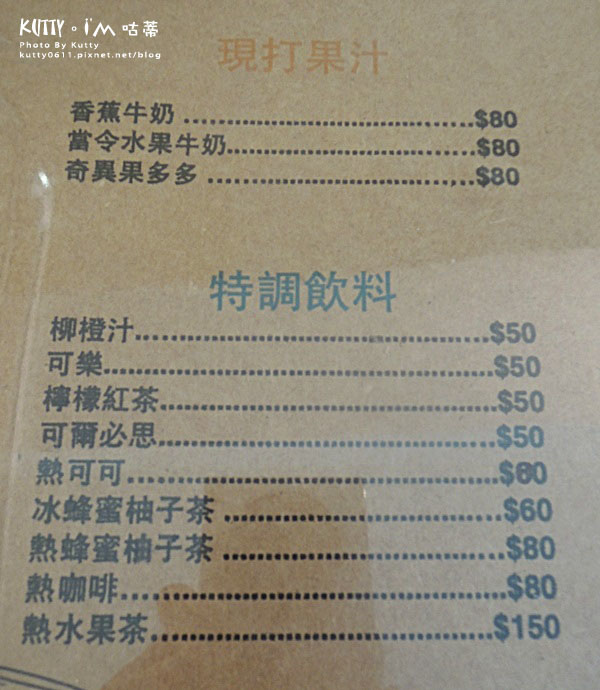 KUTTY。I'M 咕蒂
Photo By Kutty
kutty0611.pixnet.net/blog
現打果汁
香蕉牛奶 ..............................$80
當令水果牛奶..............................$80
奇異果多多 ..............................$80
特調飲料
柳橙汁..............................$50
可樂..............................$50
檸檬紅茶..............................$50
可爾必思..............................$50
熱可可..............................
冰蜂蜜柚子茶 ..............................$60
熱蜂蜜柚子茶 ..............................$80
熱咖啡..............................$80
熱水果茶..............................$150